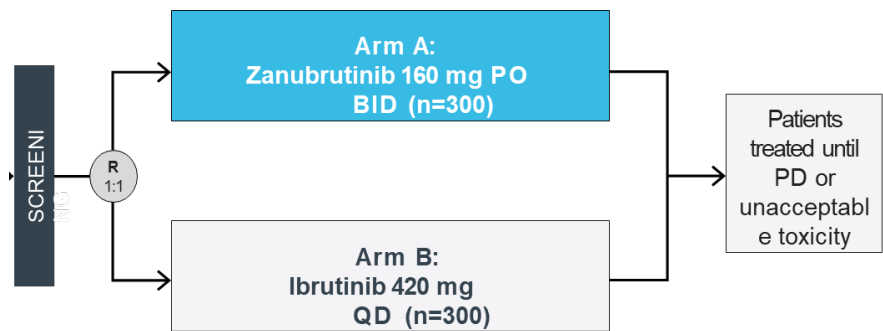 SCREENI
NG
R
1:1
Arm A:
Zanubrutinib 160 mg PO
BID (n=300)
Arm B:
Ibrutinib 420 mg
QD (n=300)
Patients
treated until
PD or
unacceptabl
e toxicity